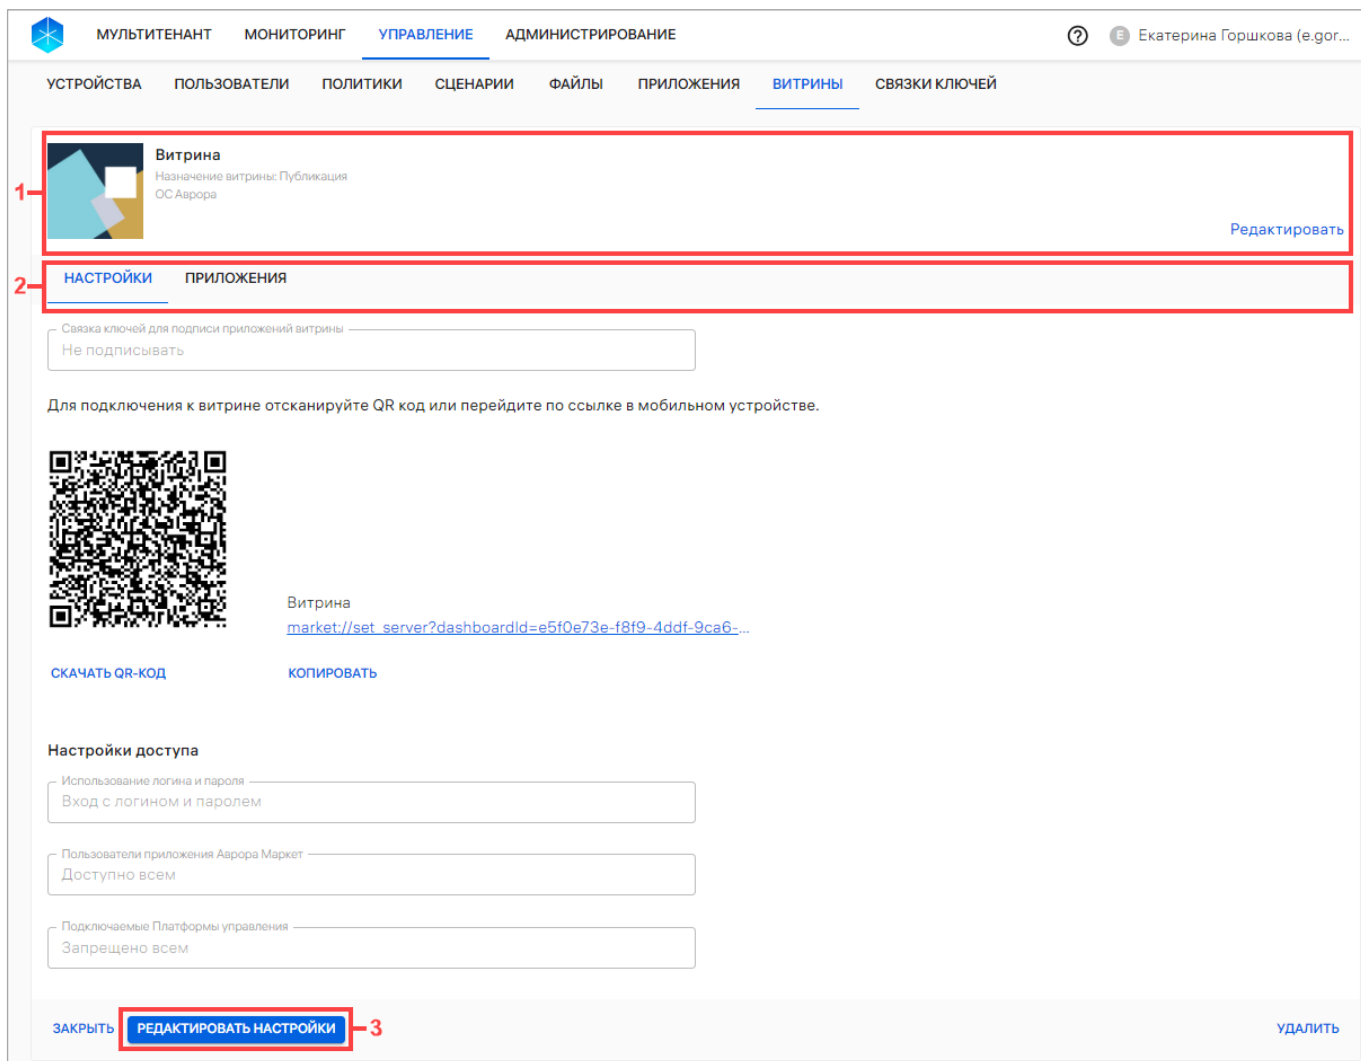 МУЛЬТИТЕНАНТ МОНИТОРИНГ УПРАВЛЕНИЕ АДМИНИСТРИРОВАНИЕ ? E Екатерина Горшкова (e.gor...
УСТРОЙСТВА ПОЛЬЗОВАТЕЛИ ПОЛИТИКИ СЦЕНАРИИ ФАЙЛЫ ПРИЛОЖЕНИЯ ВИТРИНЫ СВЯЗКИ КЛЮЧЕЙ
Витрина
Назначение витрины: Публикация
1
ОС Аврора
Редактировать
2 НАСТРОЙКИ ПРИЛОЖЕНИЯ
Связка ключей для подписи приложений витрины
Не подписывать
Для подключения к витрине отсканируйте QR код или перейдите по ссылке в мобильном устройстве.
Витрина
market://set_server?dashboardId=e5f0e73e-f8f9-4ddf-9ca6-...
СКАЧАТЬ QR-КОД КОПИРОВАТЬ
Настройки доступа
Использование логина и пароля
Вход с логином и паролем
Пользователи приложения Аврора Маркет
Доступно всем
Подключаемые Платформы управления
Запрещено всем
ЗАКРЫТЬ РЕДАКТИРОВАТЬ НАСТРОЙКИ 3 УДАЛИТЬ